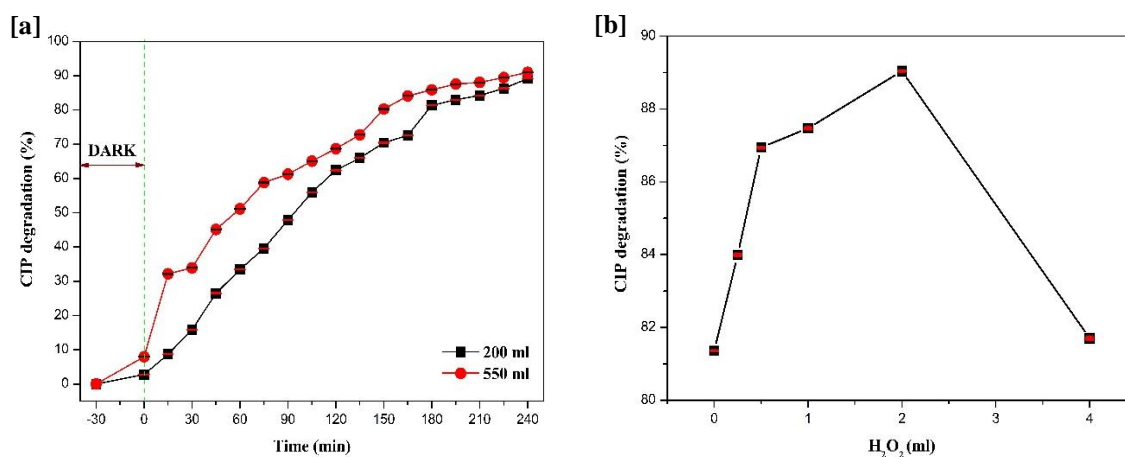 [a]
100
90
80
70
60
50
40
30
20
10
0
CIP degradation (%)
DARK
200 ml
550 ml
-30 0 30 60 90 120 150 180 210 240
Time (min)
[b]
90
88
86
84
82
80
CIP degradation (%)
0 1 2 3 4
H₂O₂ (ml)